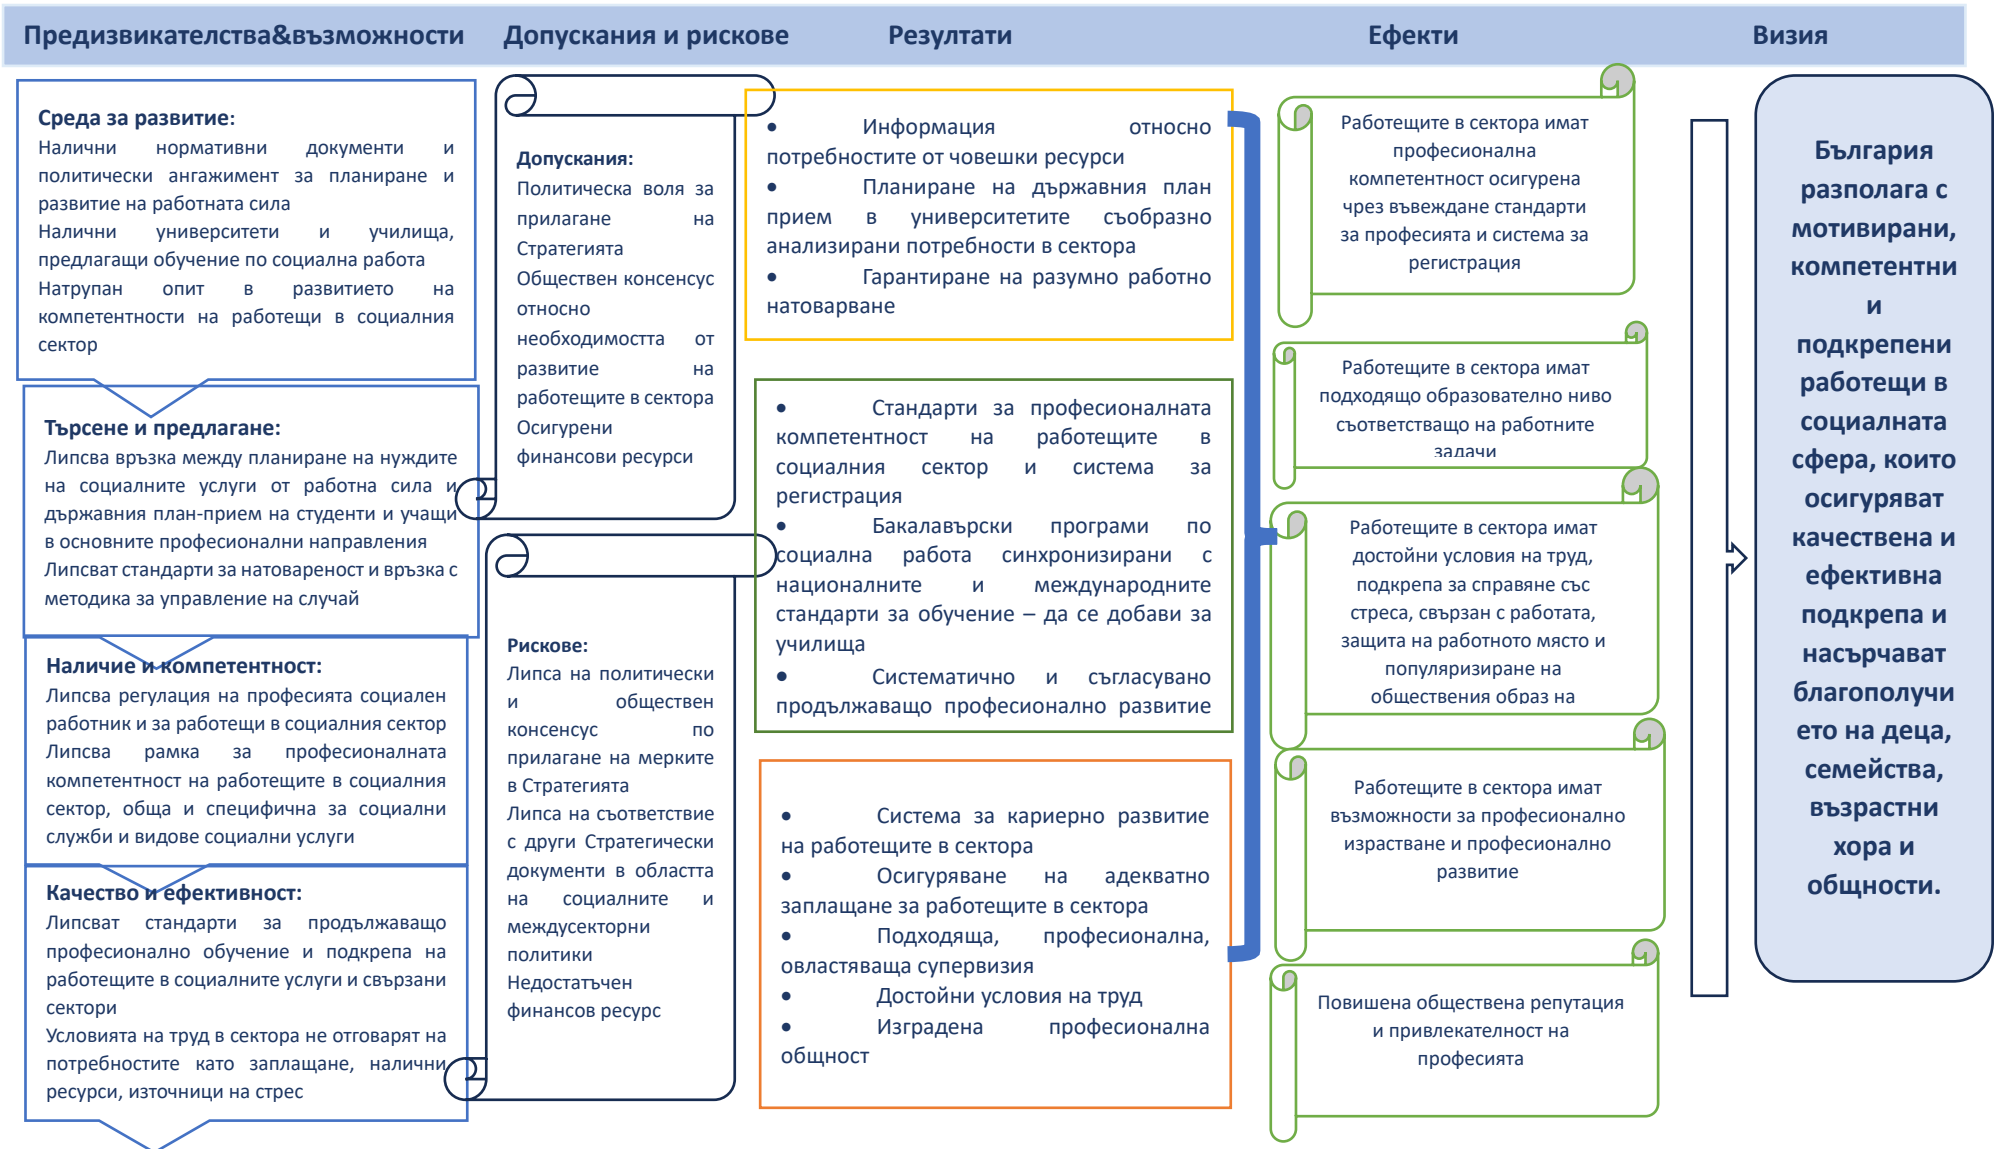 Предизвикателства&възможности
Допускания и рискове
Резултати
Ефекти
Визия
Среда за развитие:
Налични нормативни документи и
политически ангажимент за планиране и
развитие на работната сила
Налични университети и училища,
предлагащи обучение по социална работа
Натрупан опит в развитието на
компетентности на работещи в социалния
сектор
Търсене и предлагане:
Липсва връзка между планиране на нуждите
на социалните услуги от работна сила и
държавния план-прием на студенти и учащи
в основните професионални направления
Липсват стандарти за натовареност и връзка с
методика за управление на случай
Наличие и компетентност:
Липсва регулация на професията социален
работник и за работещи в социалния сектор
Липсва рамка за професионалната
компетентност на работещите в социалния
сектор, обща и специфична за социални
служби и видове социални услуги
Качество и ефективност:
Липсват стандарти за продължаващо
професионално обучение и подкрепа на
работещите в социалните услуги и свързани
сектори
Условията на труд в сектора не отговарят на
потребностите като заплащане, налични
ресурси, източници на стрес
Допускания:
Политическа воля за
прилагане на
Стратегията
Обществен консенсус
относно
необходимостта от
развитие на
работещите в сектора
Осигурени
финансови ресурси
Рискове:
Липса на политически
и обществен
консенсус по
прилагане на мерките
в Стратегията
Липса на съответствие
с други Стратегически
документи в областта
на социалните и
междусекторни
политики
Недостатъчен
финансов ресурс
• Информация относно
потребностите от човешки ресурси
• Планиране на държавния план
прием в университетите съобразно
анализирани потребности в сектора
• Гарантиране на разумно работно
натоварване
• Стандарти за професионалната
компетентност на работещите в
социалния сектор и система за
регистрация
• Бакалавърски програми по
социална работа синхронизирани с
националните и международните
стандарти за обучение – да се добави за
училища
• Систематично и съгласувано
продължаващо професионално развитие
• Система за кариерно развитие
на работещите в сектора
• Осигуряване на адекватно
заплащане за работещите в сектора
• Подходяща, професионална,
овластяваща супервизия
• Достойни условия на труд
• Изградена професионална
общност
Работещите в сектора имат
професионална
компетентност осигурена
чрез въвеждане стандарти
за професията и система за
регистрация
Работещите в сектора имат
подходящо образователно ниво
съответстващо на работните
задачи
Работещите в сектора имат
достойни условия на труд,
подкрепа за справяне със
стреса, свързан с работата,
защита на работното място и
популяризиране на
обществения образ на
Работещите в сектора имат
възможности за професионално
израстване и професионално
развитие
Повишена обществена репутация
и привлекателност на
професията
България
разполага с
мотивирани,
компетентни
и
подкрепени
работещи в
социалната
сфера, които
осигуряват
качествена и
ефективна
подкрепа и
насърчават
благополучи
ето на деца,
семейства,
възрастни
хора и
общности.